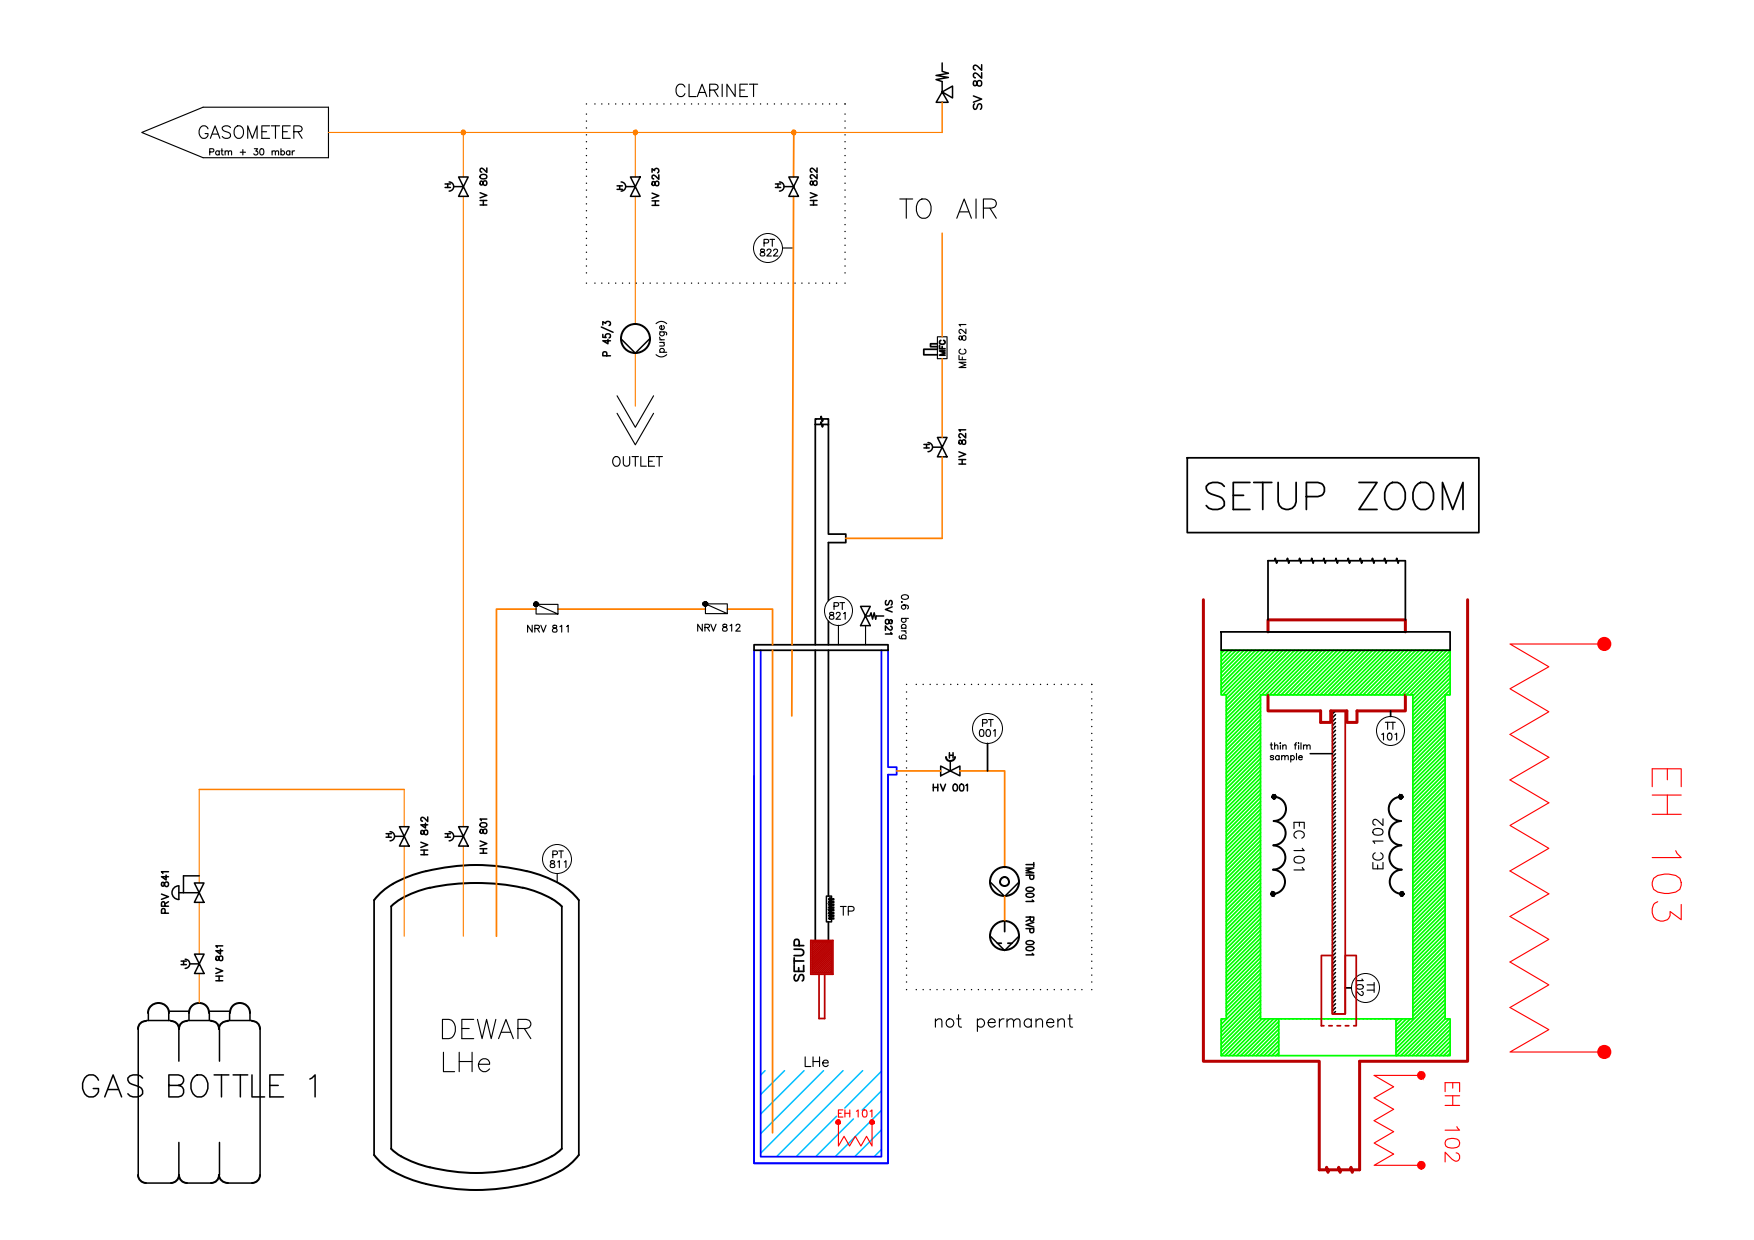 CLARINET
SV 822
GASOMETER
Patm + 30 mbar
H
HV 802
H
HV 823
H
HV 822
TO AIR
PT
822
P 45/3
(purge)
MFC
MFC 821
OUTLET
H
HV 821
SETUP ZOOM
NRV 811
NRV 812
PT
821
SV 821
0.6 barg
PT
001
H
HV 001
TT
101
thin film
sample
EH 103
H
HV 842
H
HV 801
PT
811
EC 101
EC 102
PRV 841
TMP 001
RVP 001
TP
SETUP
H
HV 841
TT
102
not permanent
DEWAR
LHe
LHe
GAS BOTTLE 1
EH 101
EH 102